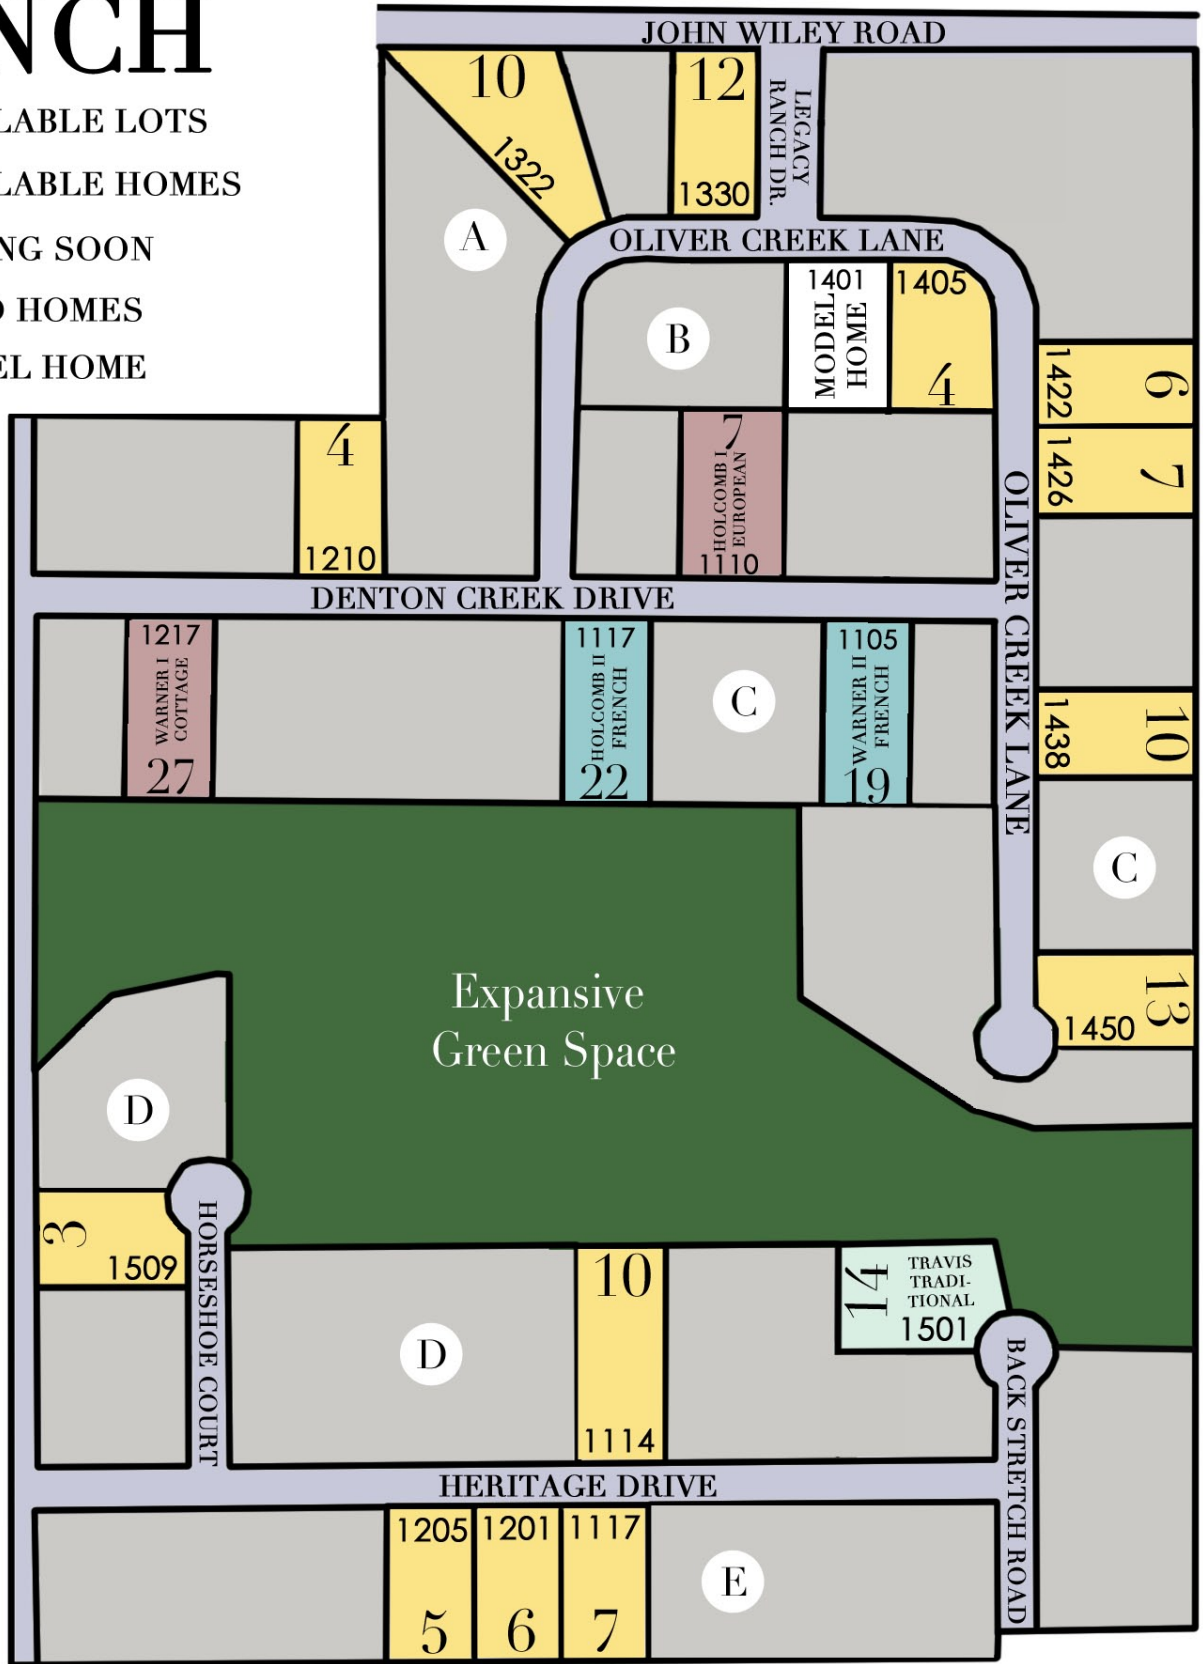 NCH
LABLE LOTS
LABLE HOMES
NG SOON
HOMES
EL HOME
JOHN WILEY ROAD
LEGACY
RANCH DR.
10
1322
12
1330
A
OLIVER CREEK LANE
B
1401
MODEL
HOME
1405
4
1422
6
1426
7
4
1210
7
HOLCOMB I
EUROPEAN
1110
OLIVER CREEK LANE
DENTON CREEK DRIVE
1217
WARNER I
COTTAGE
27
1117
HOLCOMB II
FRENCH
22
C
1105
WARNER II
FRENCH
19
1438
10
C
Expansive
Green Space
13
1450
D
3
1509
HORSESHOE COURT
D
10
1114
14
TRAVIS
TRADI-
TIONAL
1501
BACK STRETCH ROAD
HERITAGE DRIVE
1205
5
1201
6
1117
7
E